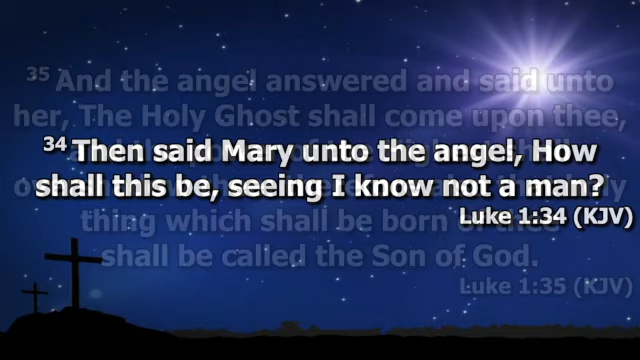 35 And the angel answered and said unto
her, The Holy Ghost shall come upon thee,
34 Then said Mary unto the angel, How
shall this be, seeing I know not a man?
Luke 1:34 (KJV)
thing which shall be born of thee
shall be called the Son of God.
Luke 1:35 (KJV)